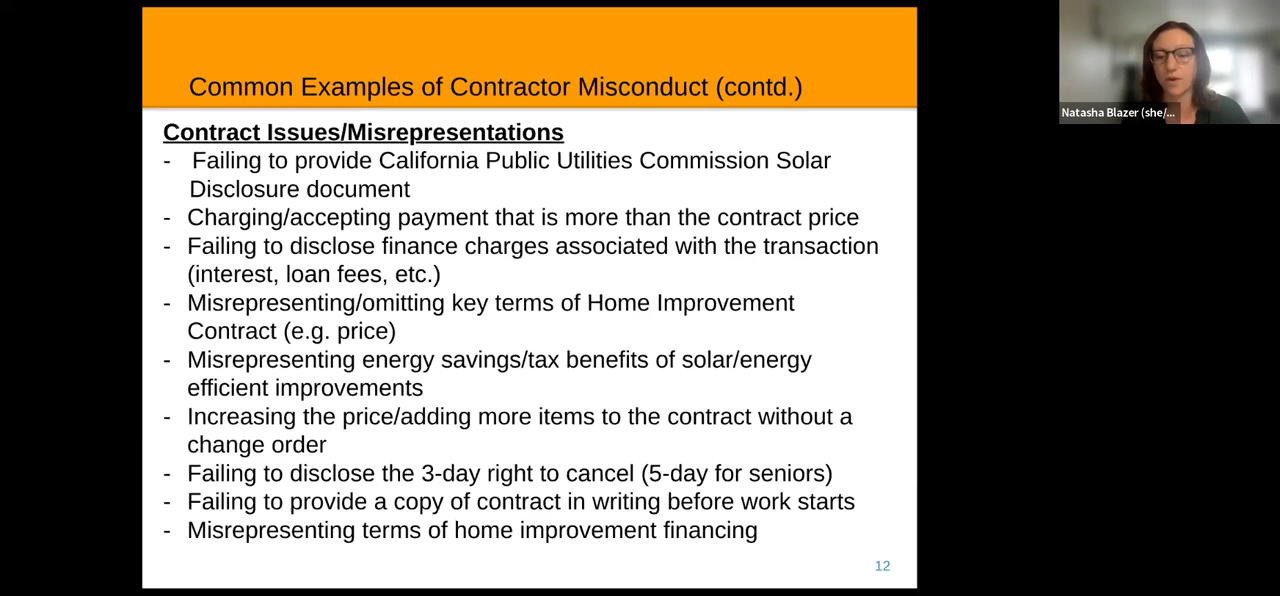 Common Examples of Contractor Misconduct (contd.)
Contract Issues/Misrepresentations
- Failing to provide California Public Utilities Commission Solar
Disclosure document
- Charging/accepting payment that is more than the contract price
- Failing to disclose finance charges associated with the transaction
(interest, loan fees, etc.)
- Misrepresenting/omitting key terms of Home Improvement
Contract (e.g. price)
- Misrepresenting energy savings/tax benefits of solar/energy
efficient improvements
- Increasing the price/adding more items to the contract without a
change order
- Failing to disclose the 3-day right to cancel (5-day for seniors)
- Failing to provide a copy of contract in writing before work starts
- Misrepresenting terms of home improvement financing
12
Natasha Blazer (she/...